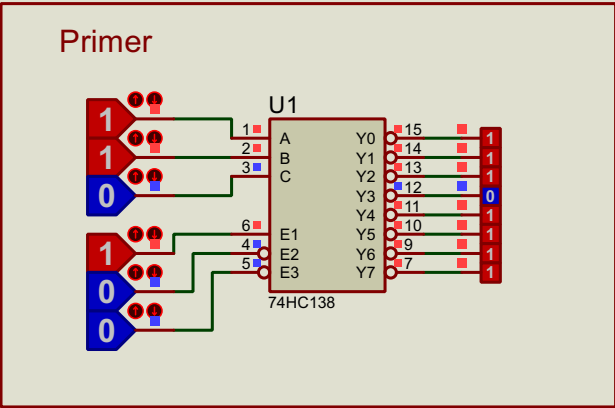 Primer
U1
1 1 A Y0 15 1
1 2 B Y1 14 1
0 3 C Y2 13 1
Y3 12 0
Y4 11 1
1 6 E1 Y5 10 1
0 4 E2 Y6 9 1
0 5 E3 Y7 7 1
74HC138